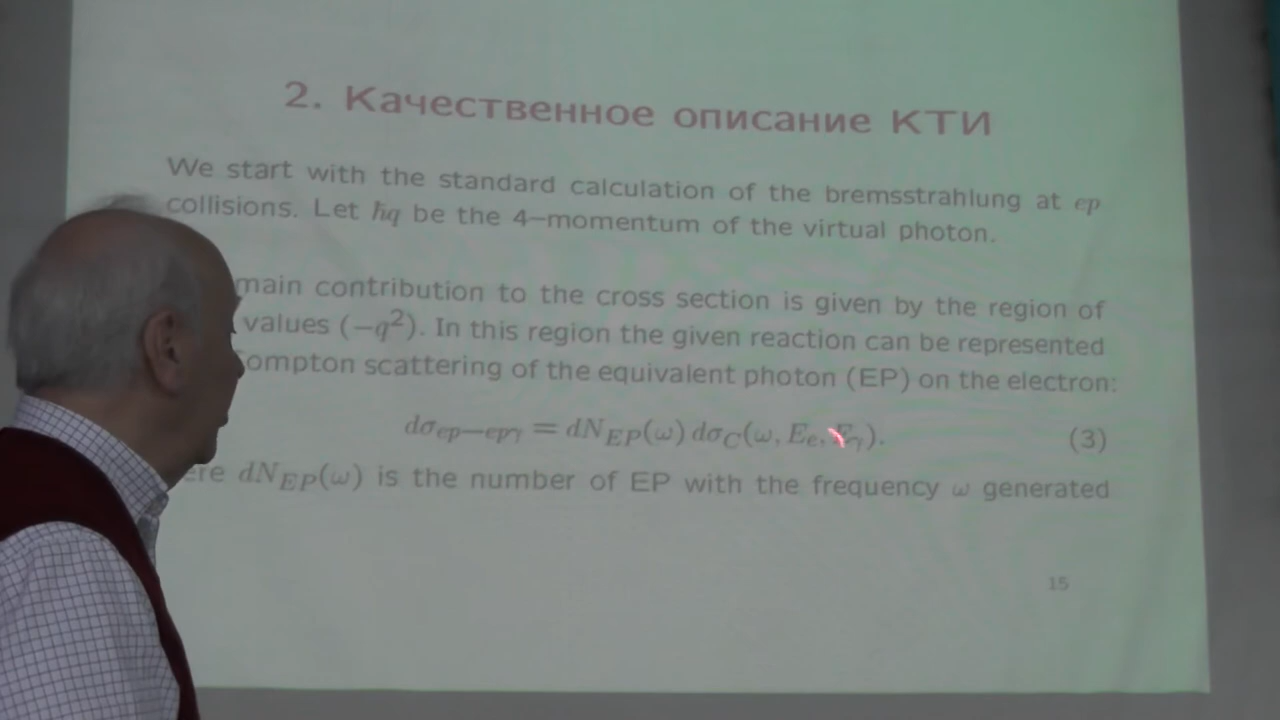 2. Качественное описание КТИ
We start with the standard calculation of the bremsstrahlung at ep
collisions. Let ℏq be the 4−momentum of the virtual photon.
main contribution to the cross section is given by the region of
values (−q²). In this region the given reaction can be represented
ompton scattering of the equivalent photon (EP) on the electron:
dσ_{ep→epγ} = dN_{EP}(ω) dσ_C(ω, E_e, E_γ). (3)
ere dN_{EP}(ω) is the number of EP with the frequency ω generated
15